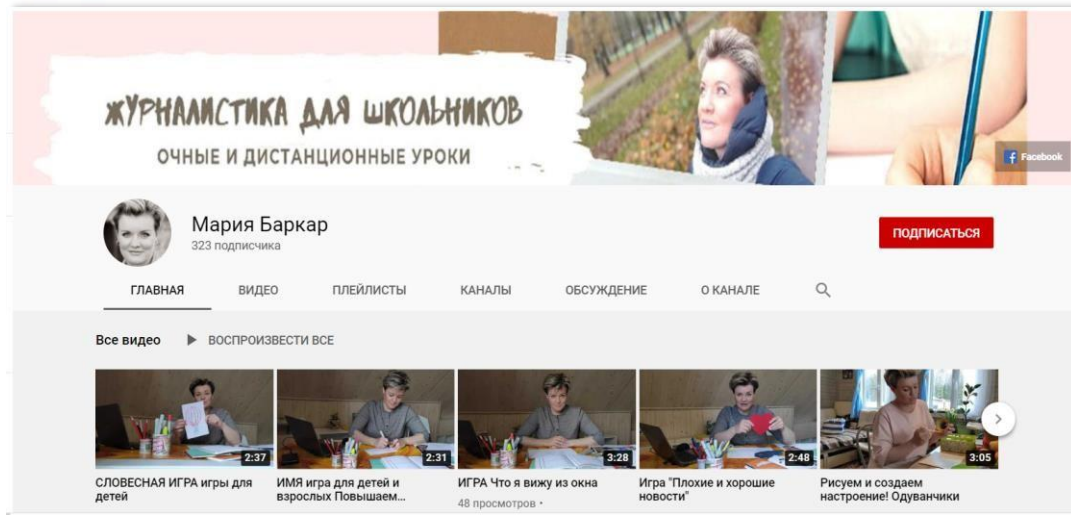 ЖУРНАЛИСТИКА ДЛЯ ШКОЛЬНИКОВ
ОЧНЫЕ И ДИСТАНЦИОННЫЕ УРОКИ
Facebook
Мария Баркар
323 подписчика
ПОДПИСАТЬСЯ
ГЛАВНАЯ ВИДЕО ПЛЕЙЛИСТЫ КАНАЛЫ ОБСУЖДЕНИЕ О КАНАЛЕ
Все видео ВОСПРОИЗВЕСТИ ВСЕ
2:37
2:31
3:28
2:48
3:05
СЛОВЕСНАЯ ИГРА игры для
детей
ИМЯ игра для детей и
взрослых Повышаем...
ИГРА Что я вижу из окна
48 просмотров •
Игра "Плохие и хорошие
новости"
Рисуем и создаем
настроение! Одуванчики